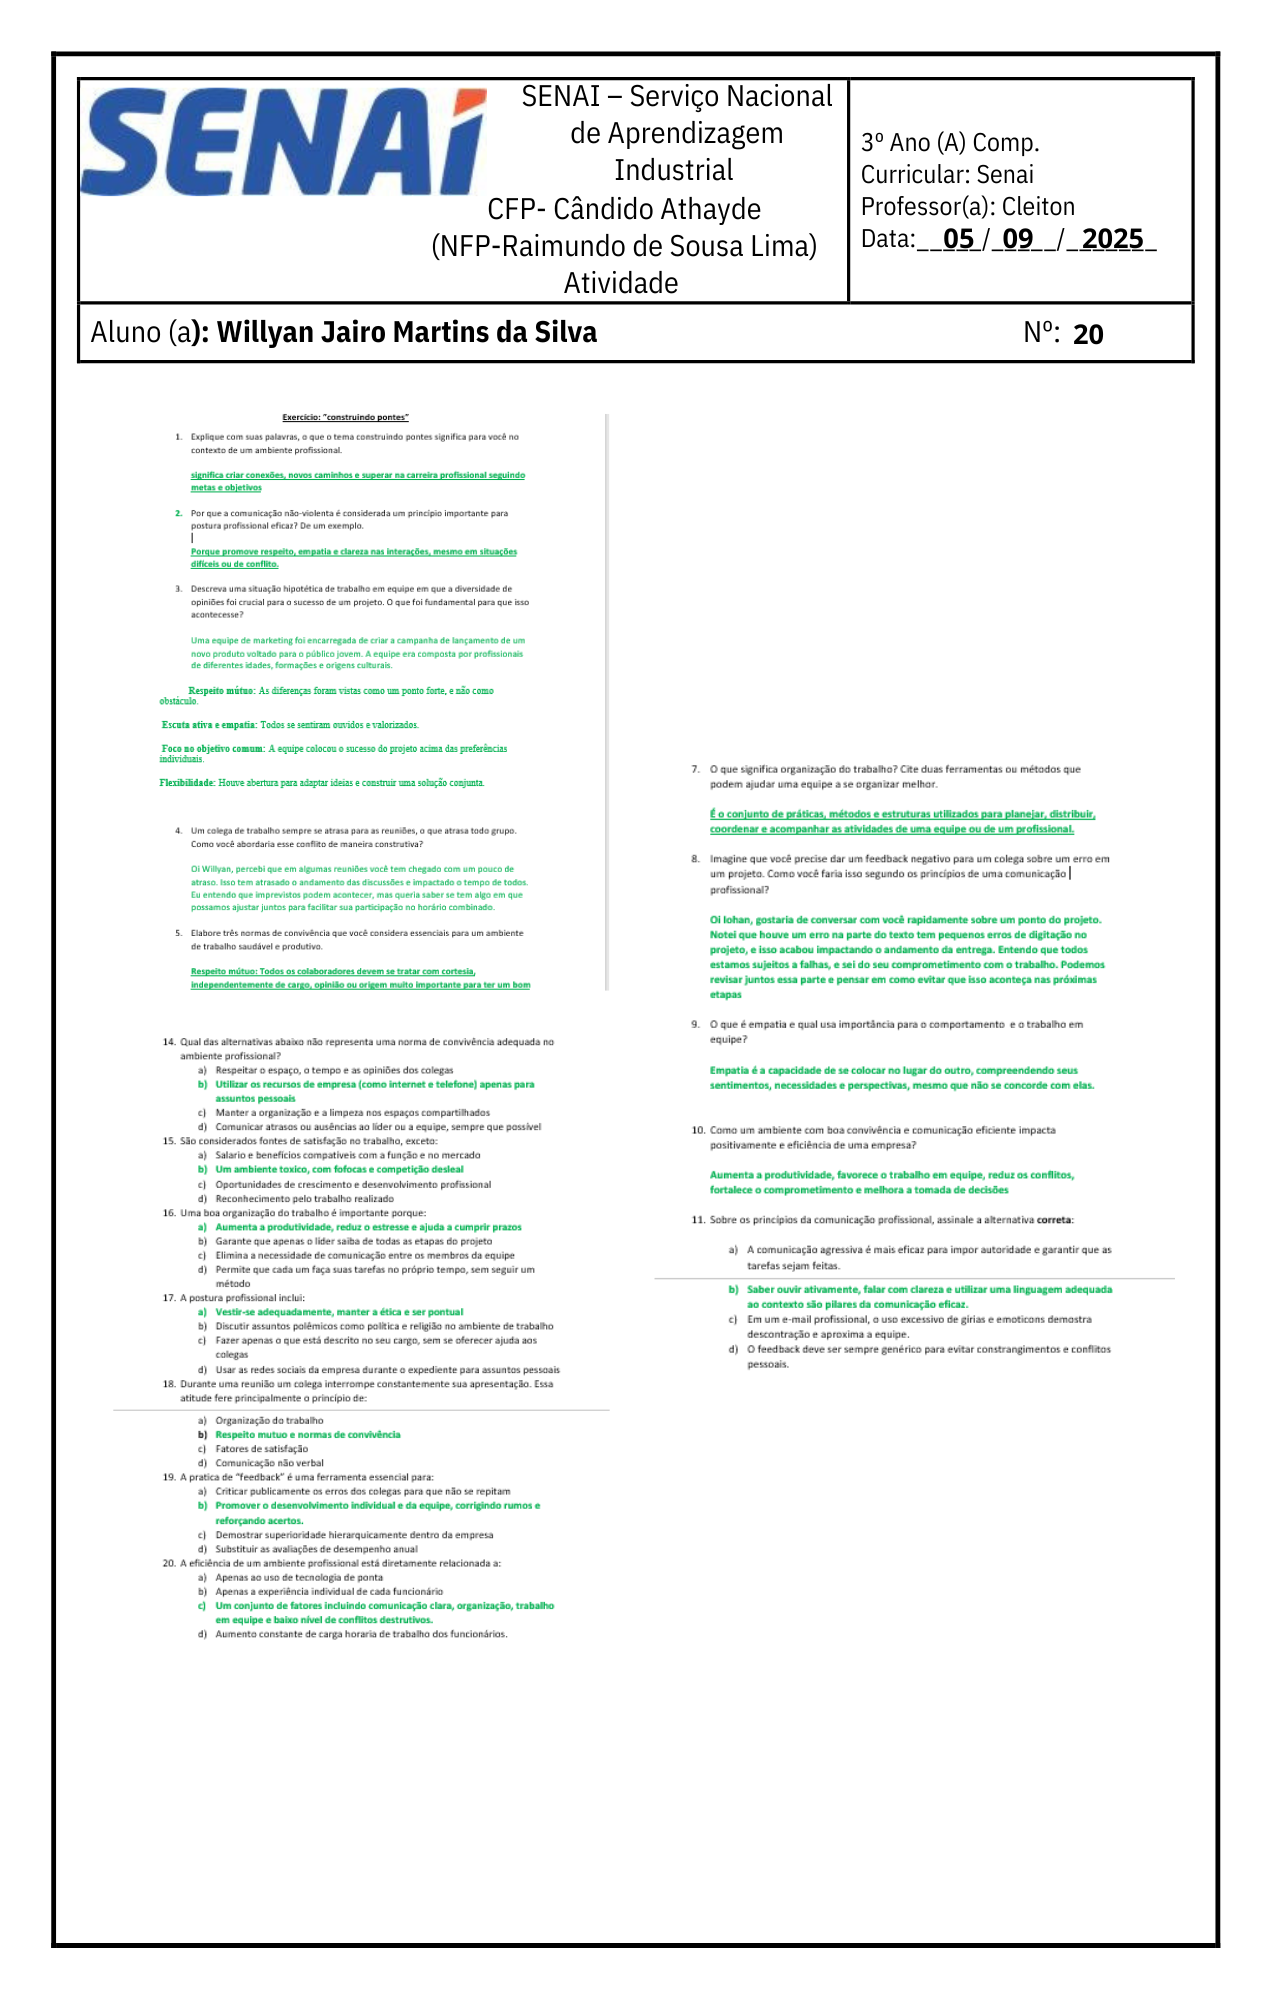 SENAI
SENAI – Serviço Nacional
de Aprendizagem
Industrial
CFP- Cândido Athayde
(NFP-Raimundo de Sousa Lima)
Atividade
3º Ano (A) Comp.
Curricular: Senai
Professor(a): Cleiton
Data:__05/_09__/_2025_
Aluno (a): Willyan Jairo Martins da Silva Nº: 20
Exercício: "construindo pontes"
1. Explique com suas palavras, o que o tema construindo pontes significa para você no
contexto de um ambiente profissional.
significa criar conexões, novos caminhos e superar na carreira profissional seguindo
metas e objetivos
2. Por que a comunicação não-violenta é considerada um princípio importante para
postura profissional eficaz? De um exemplo.
Porque promove respeito, empatia e clareza nas interações, mesmo em situações
difíceis ou de conflito.
3. Descreva uma situação hipotética de trabalho em equipe em que a diversidade de
opiniões foi crucial para o sucesso de um projeto. O que foi fundamental para que isso
acontecesse?
Uma equipe de marketing foi encarregada de criar a campanha de lançamento de um
novo produto voltado para o público jovem. A equipe era composta por profissionais
de diferentes idades, formações e origens culturais.
Respeito mútuo: As diferenças foram vistas como um ponto forte, e não como
obstáculo.
Escuta ativa e empatia: Todos se sentiram ouvidos e valorizados.
Foco no objetivo comum: A equipe colocou o sucesso do projeto acima das preferências
individuais.
Flexibilidade: Houve abertura para adaptar ideias e construir uma solução conjunta.
4. Um colega de trabalho sempre se atrasa para as reuniões, o que atrasa todo grupo.
Como você abordaria esse conflito de maneira construtiva?
Oi Willyan, percebi que em algumas reuniões você tem chegado com um pouco de
atraso. Isso tem atrasado o andamento das discussões e impactado o tempo de todos.
Eu entendo que imprevistos podem acontecer, mas queria saber se tem algo em que
possamos ajustar juntos para facilitar sua participação no horário combinado.
5. Elabore três normas de convivência que você considera essenciais para um ambiente
de trabalho saudável e produtivo.
Respeito mútuo: Todos os colaboradores devem se tratar com cortesia,
independentemente de cargo, opinião ou origem muito importante para ter um bom
7. O que significa organização do trabalho? Cite duas ferramentas ou métodos que
podem ajudar uma equipe a se organizar melhor.
É o conjunto de práticas, métodos e estruturas utilizados para planejar, distribuir,
coordenar e acompanhar as atividades de uma equipe ou de um profissional.
8. Imagine que você precise dar um feedback negativo para um colega sobre um erro em
um projeto. Como você faria isso segundo os princípios de uma comunicação
profissional?
Oi Iohan, gostaria de conversar com você rapidamente sobre um ponto do projeto.
Notei que houve um erro na parte do texto tem pequenos erros de digitação no
projeto, e isso acabou impactando o andamento da entrega. Entendo que todos
estamos sujeitos a falhas, e sei do seu comprometimento com o trabalho. Podemos
revisar juntos essa parte e pensar em como evitar que isso aconteça nas próximas
etapas
9. O que é empatia e qual usa importância para o comportamento e o trabalho em
equipe?
Empatia é a capacidade de se colocar no lugar do outro, compreendendo seus
sentimentos, necessidades e perspectivas, mesmo que não se concorde com elas.
10. Como um ambiente com boa convivência e comunicação eficiente impacta
positivamente e eficiência de uma empresa?
Aumenta a produtividade, favorece o trabalho em equipe, reduz os conflitos,
fortalece o comprometimento e melhora a tomada de decisões
11. Sobre os princípios da comunicação profissional, assinale a alternativa correta:
a) A comunicação agressiva é mais eficaz para impor autoridade e garantir que as
tarefas sejam feitas.
b) Saber ouvir ativamente, falar com clareza e utilizar uma linguagem adequada
ao contexto são pilares da comunicação eficaz.
c) Em um e-mail profissional, o uso excessivo de gírias e emoticons demostra
descontração e aproxima a equipe.
d) O feedback deve ser sempre genérico para evitar constrangimentos e conflitos
pessoais.
14. Qual das alternativas abaixo não representa uma norma de convivência adequada no
ambiente profissional?
a) Respeitar o espaço, o tempo e as opiniões dos colegas
b) Utilizar os recursos de empresa (como internet e telefone) apenas para
assuntos pessoais
c) Manter a organização e a limpeza nos espaços compartilhados
d) Comunicar atrasos ou ausências ao líder ou a equipe, sempre que possível
15. São considerados fontes de satisfação no trabalho, exceto:
a) Salario e benefícios compatíveis com a função e no mercado
b) Um ambiente toxico, com fofocas e competição desleal
c) Oportunidades de crescimento e desenvolvimento profissional
d) Reconhecimento pelo trabalho realizado
16. Uma boa organização do trabalho é importante porque:
a) Aumenta a produtividade, reduz o estresse e ajuda a cumprir prazos
b) Garante que apenas o líder saiba de todas as etapas do projeto
c) Elimina a necessidade de comunicação entre os membros da equipe
d) Permite que cada um faça suas tarefas no próprio tempo, sem seguir um
método
17. A postura profissional inclui:
a) Vestir-se adequadamente, manter a ética e ser pontual
b) Discutir assuntos polêmicos como política e religião no ambiente de trabalho
c) Fazer apenas o que está descrito no seu cargo, sem se oferecer ajuda aos
colegas
d) Usar as redes sociais da empresa durante o expediente para assuntos pessoais
18. Durante uma reunião um colega interrompe constantemente sua apresentação. Essa
atitude fere principalmente o princípio de:
a) Organização do trabalho
b) Respeito mutuo e normas de convivência
c) Fatores de satisfação
d) Comunicação não verbal
19. A pratica de "feedback" é uma ferramenta essencial para:
a) Criticar publicamente os erros dos colegas para que não se repitam
b) Promover o desenvolvimento individual e da equipe, corrigindo rumos e
reforçando acertos.
c) Demostrar superioridade hierarquicamente dentro da empresa
d) Substituir as avaliações de desempenho anual
20. A eficiência de um ambiente profissional está diretamente relacionada a:
a) Apenas ao uso de tecnologia de ponta
b) Apenas a experiência individual de cada funcionário
c) Um conjunto de fatores incluindo comunicação clara, organização, trabalho
em equipe e baixo nível de conflitos destrutivos.
d) Aumento constante de carga horaria de trabalho dos funcionários.